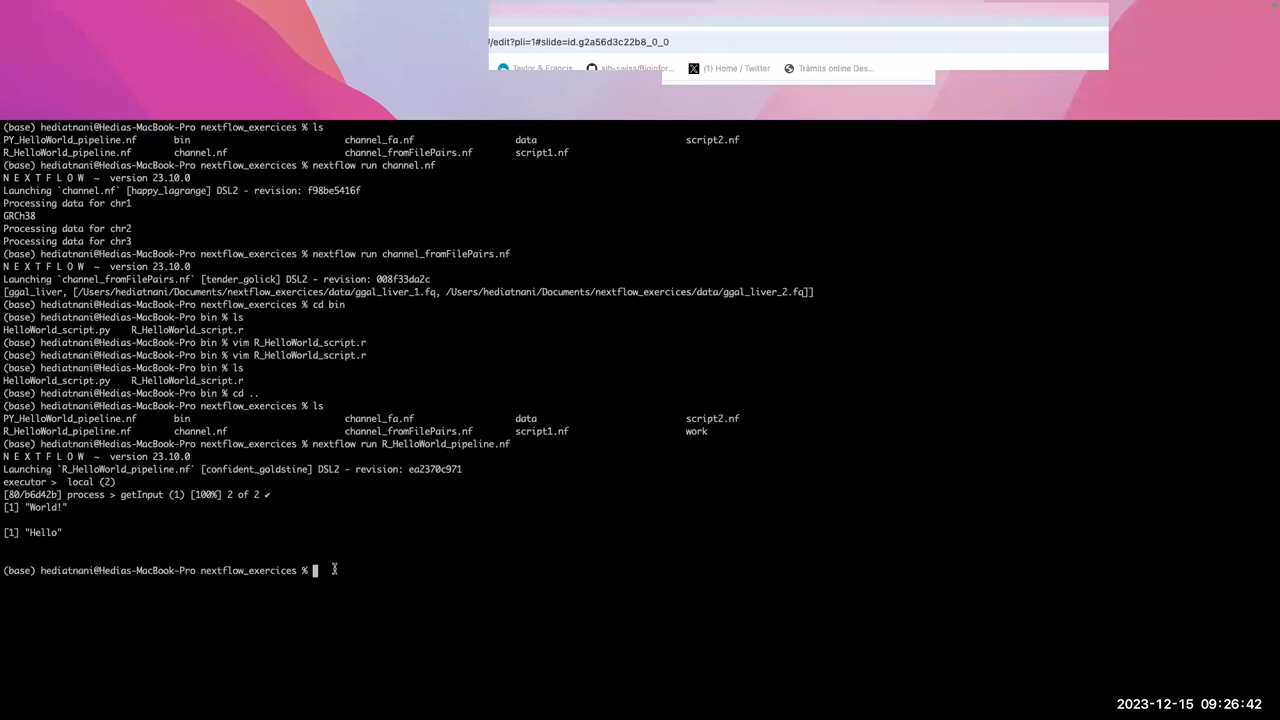 /edit?pli=1#slide=id.g2a56d3c22b8_0_0
Taylor & Francis sib-swiss/Bioinfor... (1) Home / Twitter Tràmits online Des...
(base) hediatnani@Hedias-MacBook-Pro nextflow_exercices % ls
PY_HelloWorld_pipeline.nf bin channel_fa.nf data script2.nf
R_HelloWorld_pipeline.nf channel.nf channel_fromFilePairs.nf script1.nf
(base) hediatnani@Hedias-MacBook-Pro nextflow_exercices % nextflow run channel.nf
N E X T F L O W ~ version 23.10.0
Launching `channel.nf` [happy_lagrange] DSL2 - revision: f98be5416f
Processing data for chr1
GRCh38
Processing data for chr2
Processing data for chr3
(base) hediatnani@Hedias-MacBook-Pro nextflow_exercices % nextflow run channel_fromFilePairs.nf
N E X T F L O W ~ version 23.10.0
Launching `channel_fromFilePairs.nf` [tender_golick] DSL2 - revision: 008f33da2c
[ggal_liver, [/Users/hediatnani/Documents/nextflow_exercices/data/ggal_liver_1.fq, /Users/hediatnani/Documents/nextflow_exercices/data/ggal_liver_2.fq]]
(base) hediatnani@Hedias-MacBook-Pro nextflow_exercices % cd bin
(base) hediatnani@Hedias-MacBook-Pro bin % ls
HelloWorld_script.py R_HelloWorld_script.r
(base) hediatnani@Hedias-MacBook-Pro bin % vim R_HelloWorld_script.r
(base) hediatnani@Hedias-MacBook-Pro bin % vim R_HelloWorld_script.r
(base) hediatnani@Hedias-MacBook-Pro bin % ls
HelloWorld_script.py R_HelloWorld_script.r
(base) hediatnani@Hedias-MacBook-Pro bin % cd ..
(base) hediatnani@Hedias-MacBook-Pro nextflow_exercices % ls
PY_HelloWorld_pipeline.nf bin channel_fa.nf data script2.nf
R_HelloWorld_pipeline.nf channel.nf channel_fromFilePairs.nf script1.nf work
(base) hediatnani@Hedias-MacBook-Pro nextflow_exercices % nextflow run R_HelloWorld_pipeline.nf
N E X T F L O W ~ version 23.10.0
Launching `R_HelloWorld_pipeline.nf` [confident_goldstine] DSL2 - revision: ea2370c971
executor > local (2)
[80/b6d42b] process > getInput (1) [100%] 2 of 2 ✔
[1] "World!"
[1] "Hello"
(base) hediatnani@Hedias-MacBook-Pro nextflow_exercices %
2023-12-15 09:26:42